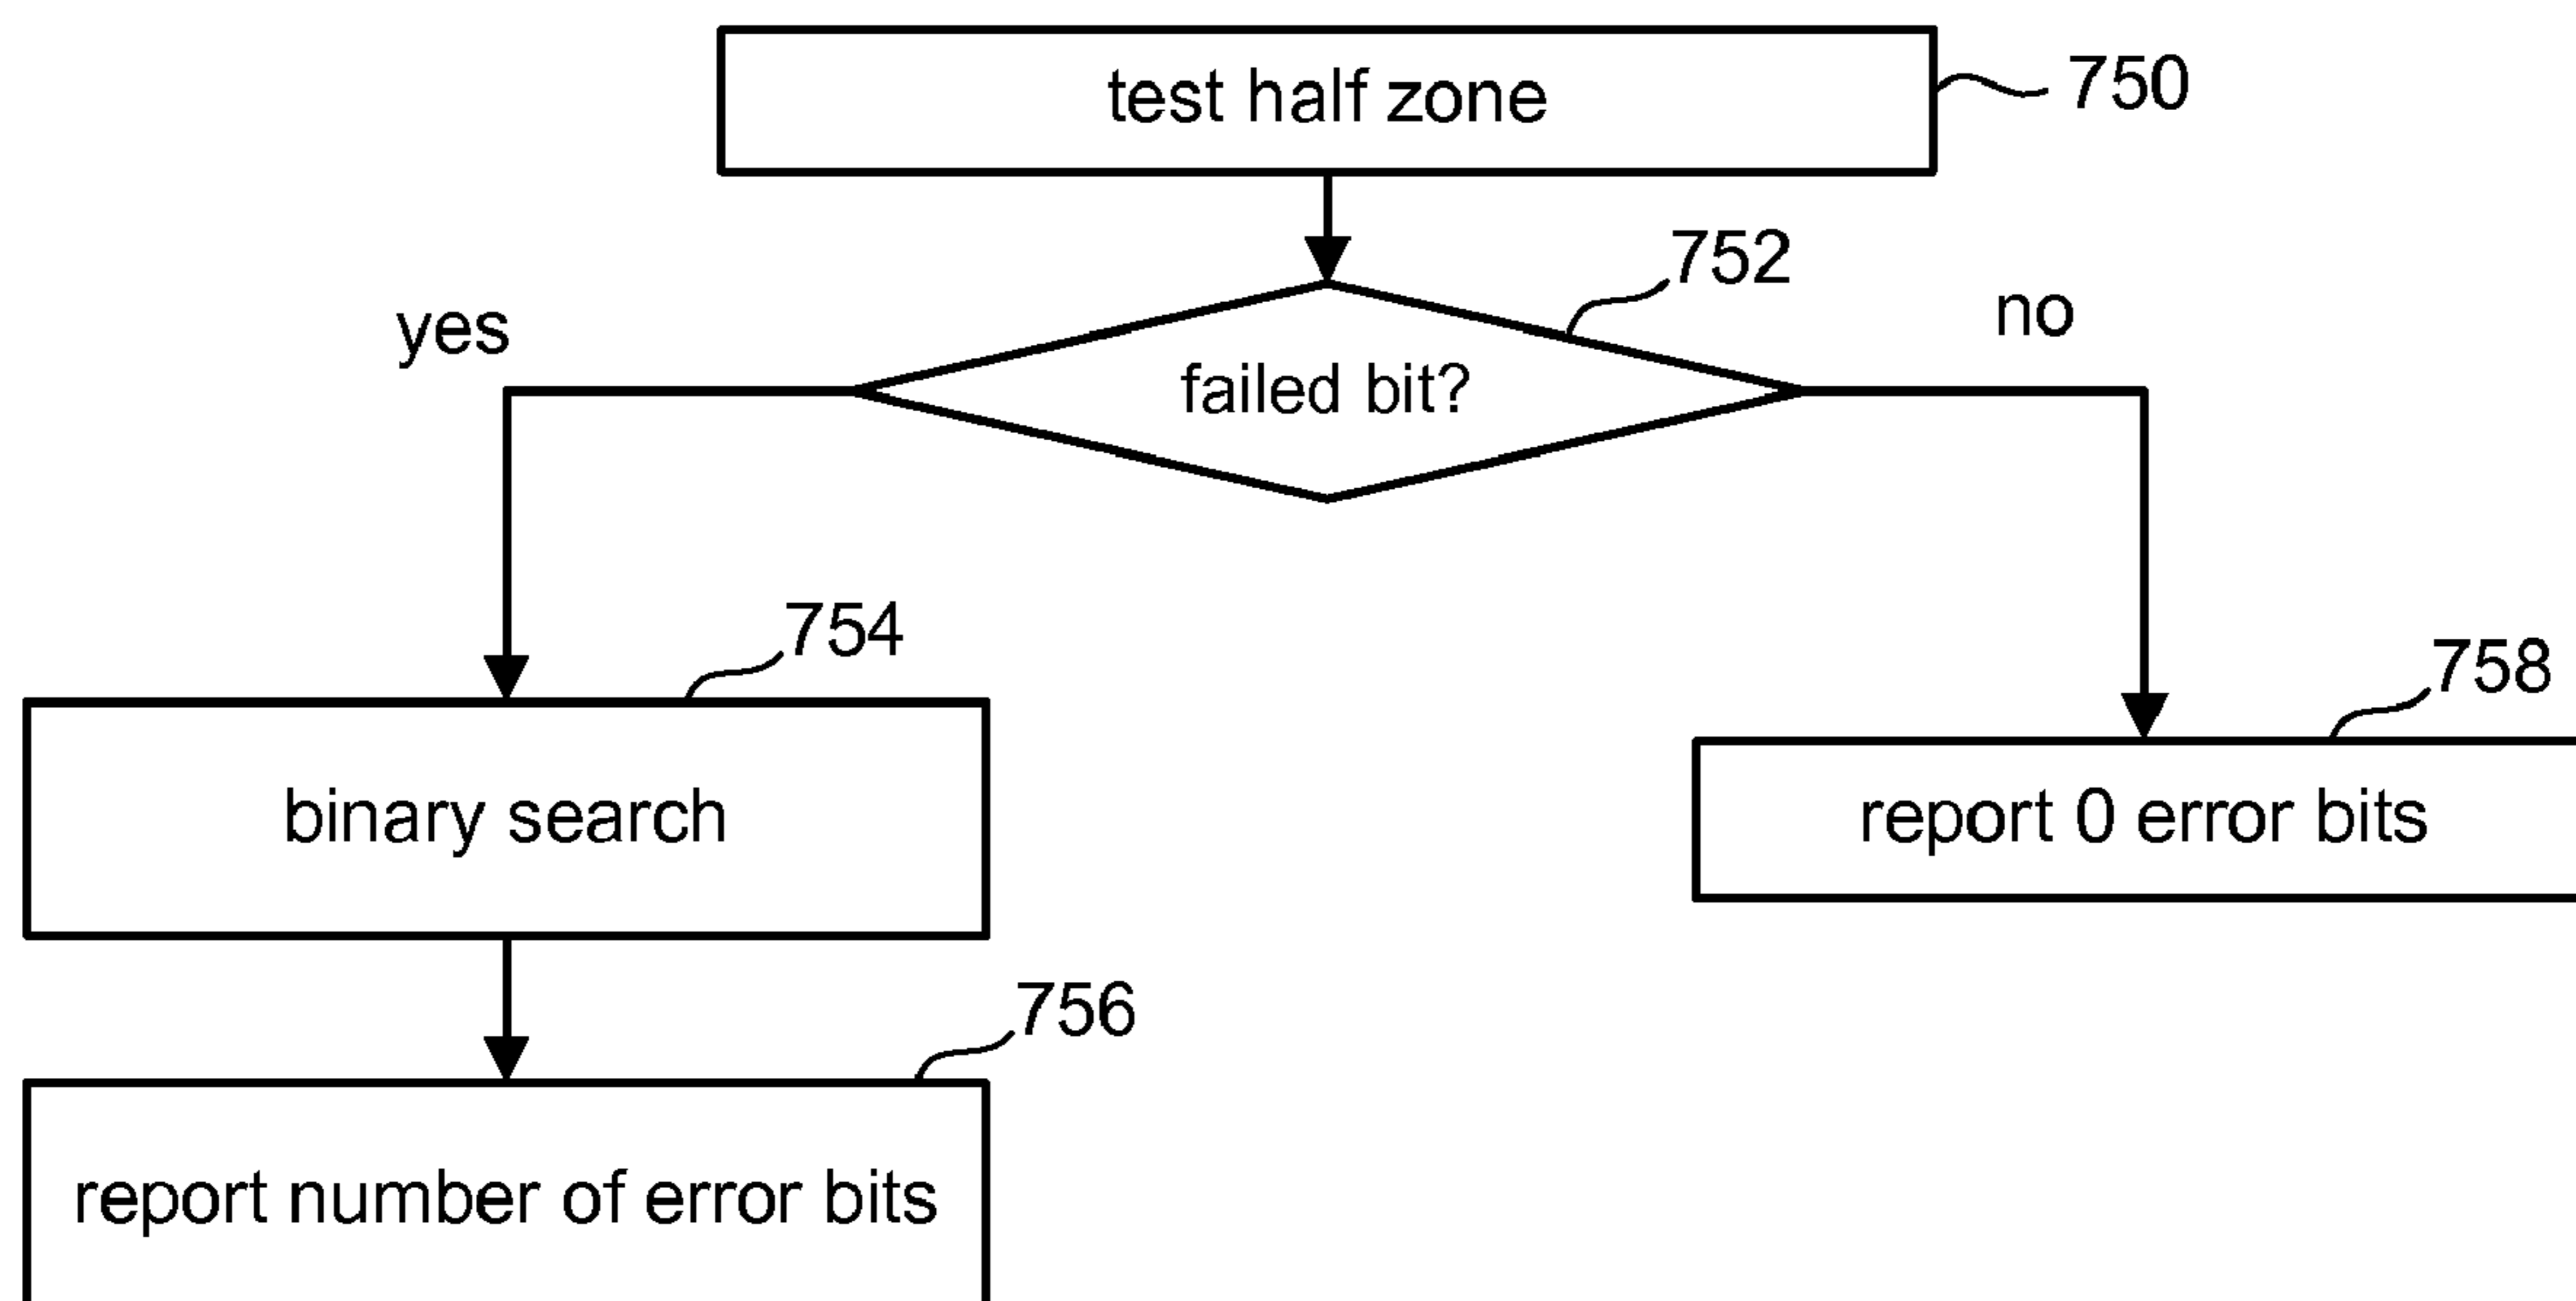 test half zone
750
752
yes
no
failed bit?
754
758
binary search
report 0 error bits
756
report number of error bits